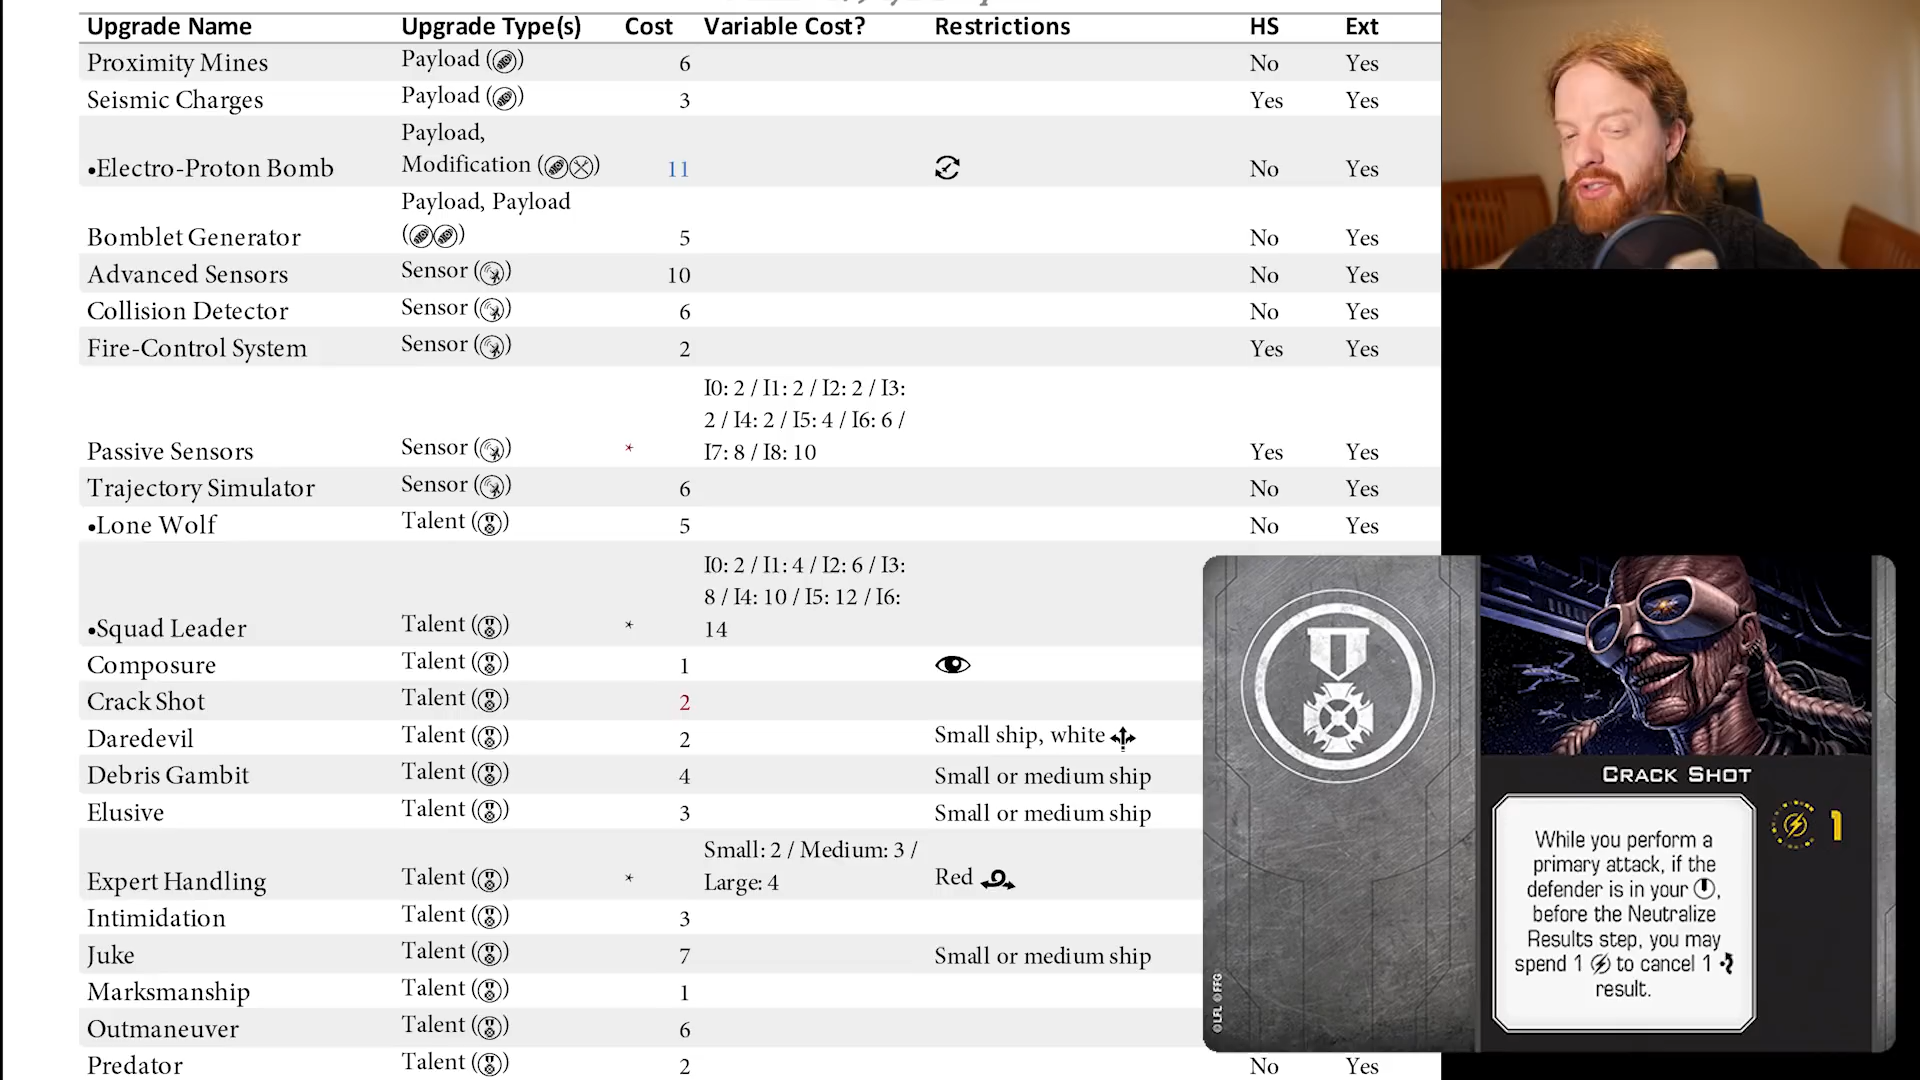 Upgrade Name Upgrade Type(s) Cost Variable Cost? Restrictions HS Ext
Proximity Mines Payload () 6 No Yes
Seismic Charges Payload () 3 Yes Yes
Payload,
•Electro-Proton Bomb Modification () 11 No Yes
Payload, Payload
Bomblet Generator () 5 No Yes
Advanced Sensors Sensor () 10 No Yes
Collision Detector Sensor () 6 No Yes
Fire-Control System Sensor () 2 Yes Yes
I0: 2 / I1: 2 / I2: 2 / I3:
2 / I4: 2 / I5: 4 / I6: 6 /
Passive Sensors Sensor () * I7: 8 / I8: 10 Yes Yes
Trajectory Simulator Sensor () 6 No Yes
•Lone Wolf Talent () 5 No Yes
I0: 2 / I1: 4 / I2: 6 / I3:
8 / I4: 10 / I5: 12 / I6:
•Squad Leader Talent () * 14
Composure Talent () 1
Crack Shot Talent () 2
Daredevil Talent () 2 Small ship, white
Debris Gambit Talent () 4 Small or medium ship
Elusive Talent () 3 Small or medium ship
Small: 2 / Medium: 3 /
Expert Handling Talent () * Large: 4 Red
Intimidation Talent () 3
Juke Talent () 7 Small or medium ship
Marksmanship Talent () 1
Outmaneuver Talent () 6
Predator Talent () 2 No Yes
CRACK SHOT
1
While you perform a
primary attack, if the
defender is in your ,
before the Neutralize
Results step, you may
spend 1 to cancel 1
result.
©LFL ©FFG